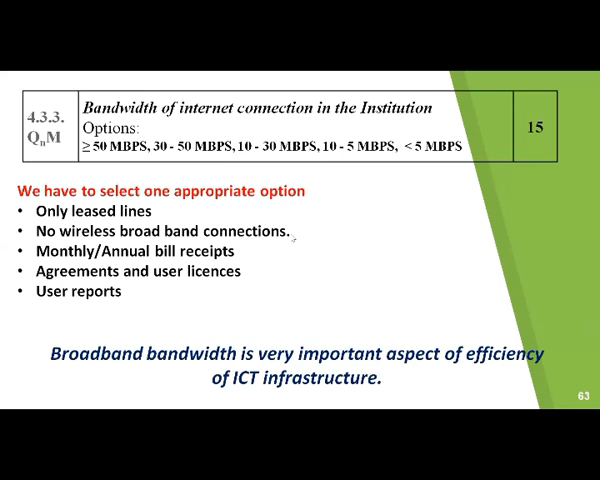 4.3.3.
QnM
Bandwidth of internet connection in the Institution
Options:
≥ 50 MBPS, 30 - 50 MBPS, 10 - 30 MBPS, 10 - 5 MBPS, < 5 MBPS
15
We have to select one appropriate option
• Only leased lines
• No wireless broad band connections.
• Monthly/Annual bill receipts
• Agreements and user licences
• User reports
Broadband bandwidth is very important aspect of efficiency
of ICT infrastructure.
63